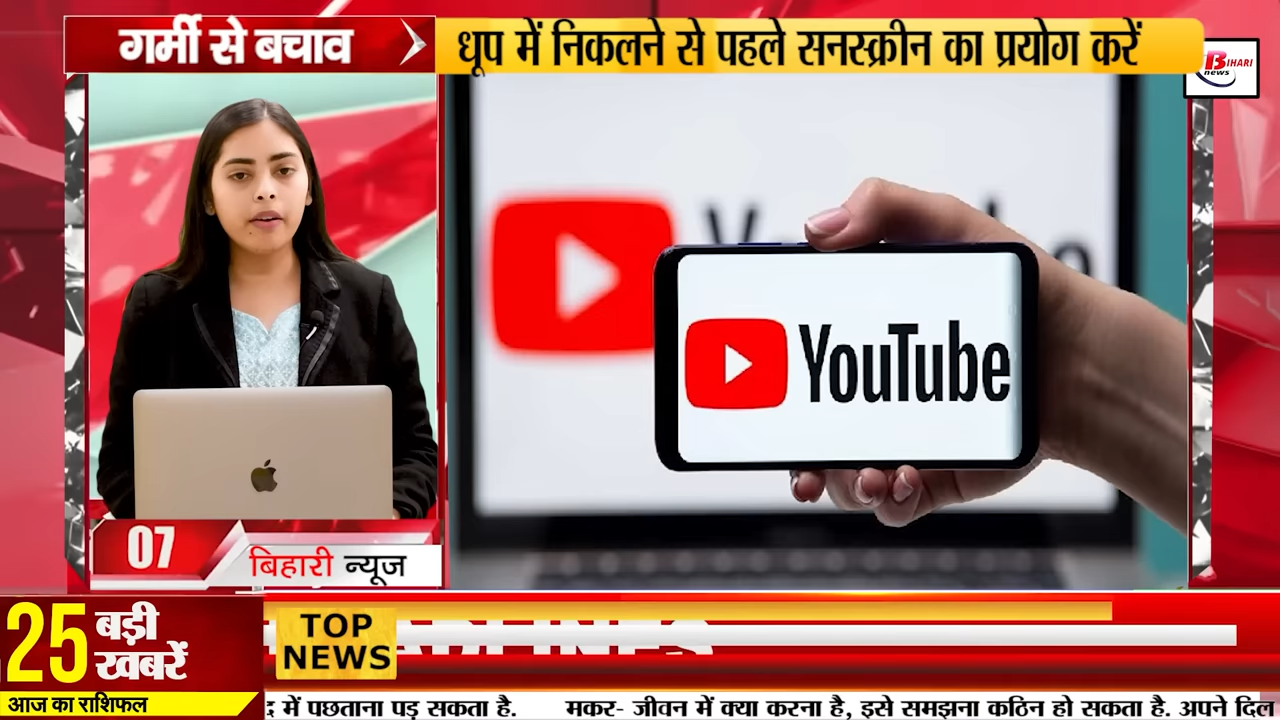 गर्मी से बचाव
धूप में निकलने से पहले सनस्क्रीन का प्रयोग करें
BIHARI
news
YouTube
07
बिहारी न्यूज
25 बड़ी
खबरें
TOP
NEWS
आज का राशिफल
में पछताना पड़ सकता है. मकर- जीवन में क्या करना है, इसे समझना कठिन हो सकता है. अपने दिल